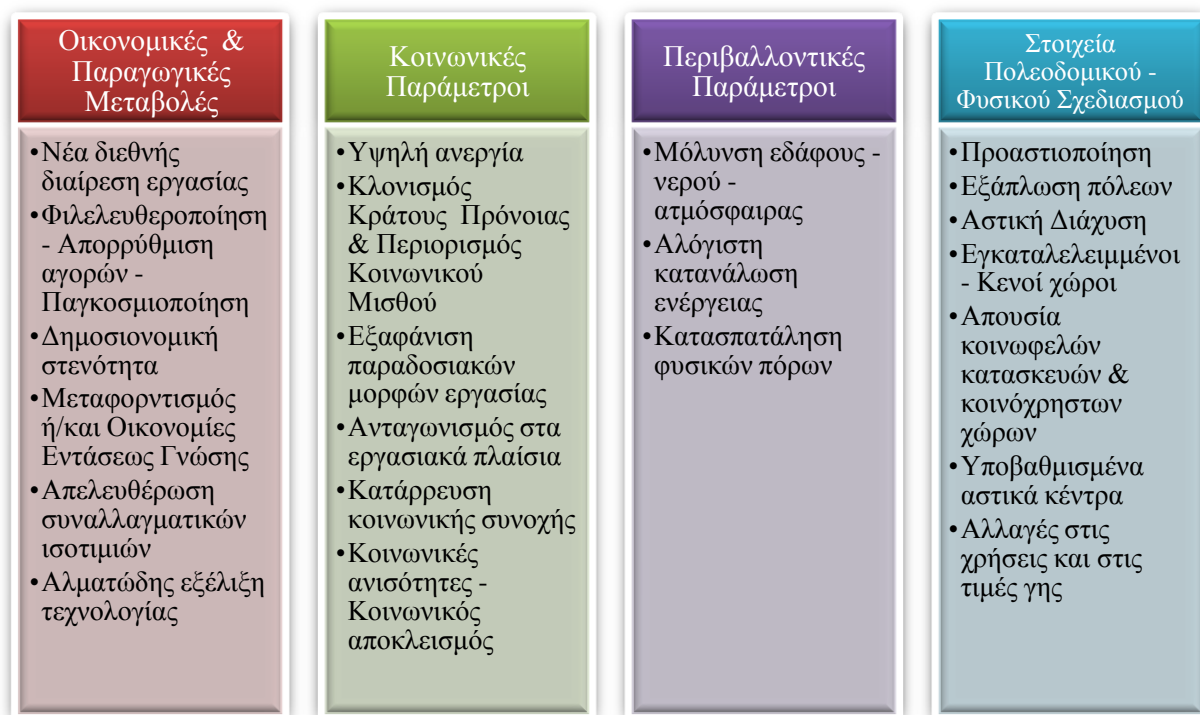 Οικονομικές &
Παραγωγικές
Μεταβολές
•Νέα διεθνής
διαίρεση εργασίας
•Φιλελευθεροποίηση
- Απορρύθμιση
αγορών -
Παγκοσμιοποίηση
•Δημοσιονομική
στενότητα
•Μεταφορντισμός
ή/και Οικονομίες
Εντάσεως Γνώσης
•Απελευθέρωση
συναλλαγματικών
ισοτιμιών
•Αλματώδης εξέλιξη
τεχνολογίας
Κοινωνικές
Παράμετροι
•Υψηλή ανεργία
•Κλονισμός
Κράτους Πρόνοιας
& Περιορισμός
Κοινωνικού
Μισθού
•Εξαφάνιση
παραδοσιακών
μορφών εργασίας
•Ανταγωνισμός στα
εργασιακά πλαίσια
•Κατάρρευση
κοινωνικής συνοχής
•Κοινωνικές
ανισότητες -
Κοινωνικός
αποκλεισμός
Περιβαλλοντικές
Παράμετροι
•Μόλυνση εδάφους -
νερού -
ατμόσφαιρας
•Αλόγιστη
κατανάλωση
ενέργειας
•Κατασπατάληση
φυσικών πόρων
Στοιχεία
Πολεοδομικού -
Φυσικού Σχεδιασμού
•Προαστιοποίηση
•Εξάπλωση πόλεων
•Αστική Διάχυση
•Εγκαταλελειμμένοι
- Κενοί χώροι
•Απουσία
κοινωφελών
κατασκευών &
κοινόχρηστων
χώρων
•Υποβαθμισμένα
αστικά κέντρα
•Αλλαγές στις
χρήσεις και στις
τιμές γης